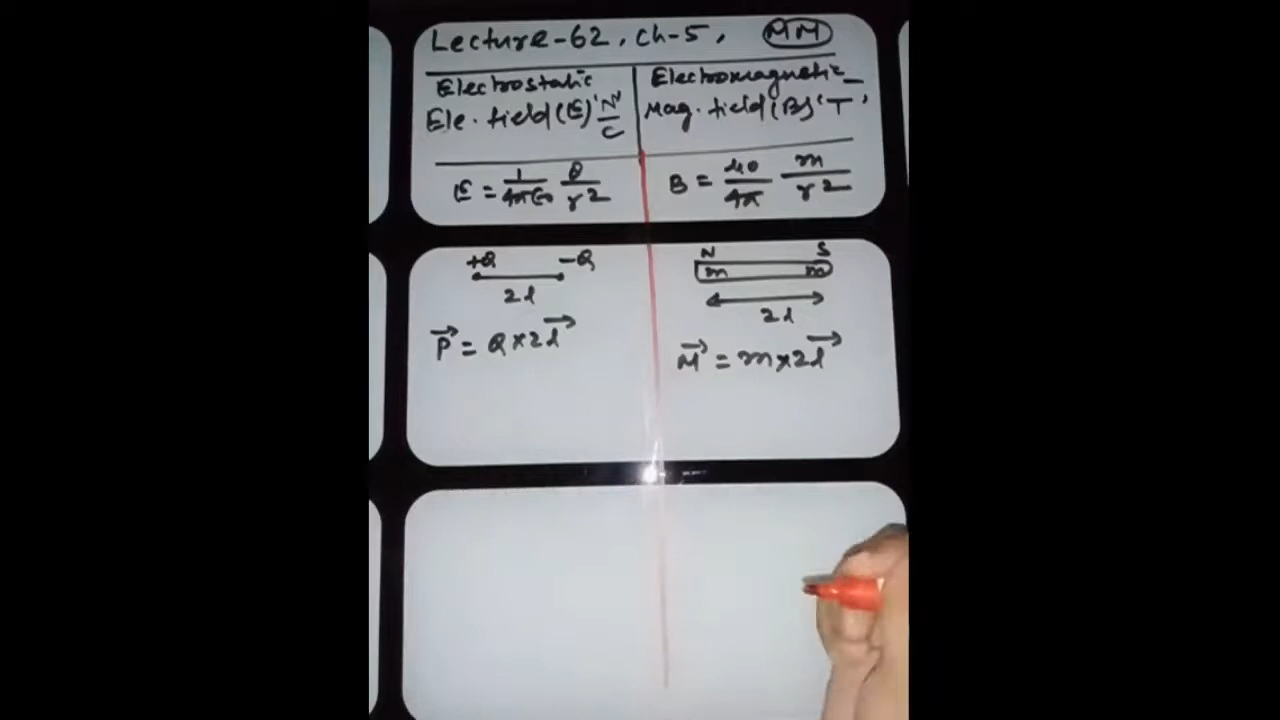 Lecture-62, Ch-5, MM
Electrostatic
Ele. field (E) 'N/C'
E = 1/4πε0 Q/r2
Electromagnetic
Mag. field (B) 'T'
B = μ0/4π m/r2
+Q -Q
2l
P⃗ = Q×2l⃗
N S
m m
2l
M⃗ = m×2l⃗